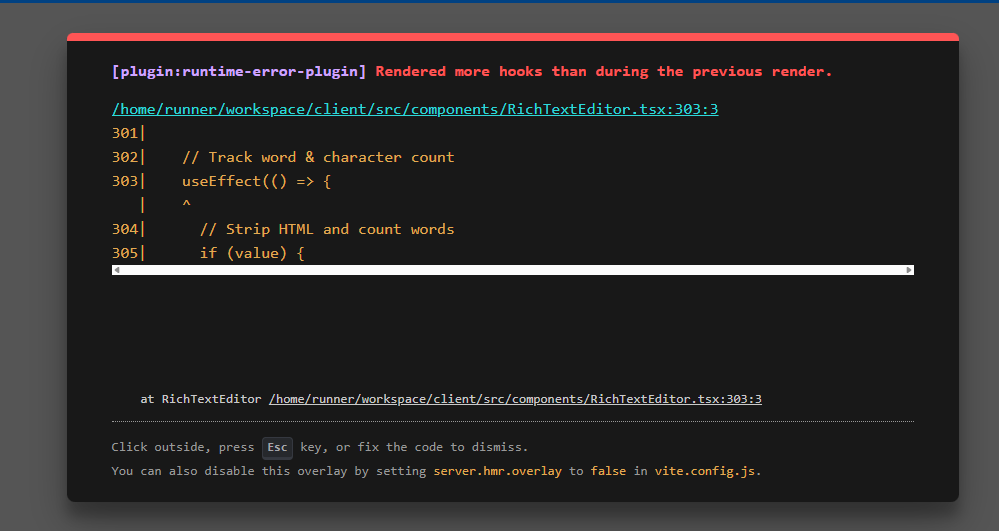 [plugin:runtime-error-plugin] Rendered more hooks than during the previous render.
/home/runner/workspace/client/src/components/RichTextEditor.tsx:303:3
301|
302|    // Track word & character count
303|    useEffect(() => {
   |    ^
304|      // Strip HTML and count words
305|      if (value) {
at RichTextEditor /home/runner/workspace/client/src/components/RichTextEditor.tsx:303:3
Click outside, press Esc key, or fix the code to dismiss.
You can also disable this overlay by setting server.hmr.overlay to false in vite.config.js.